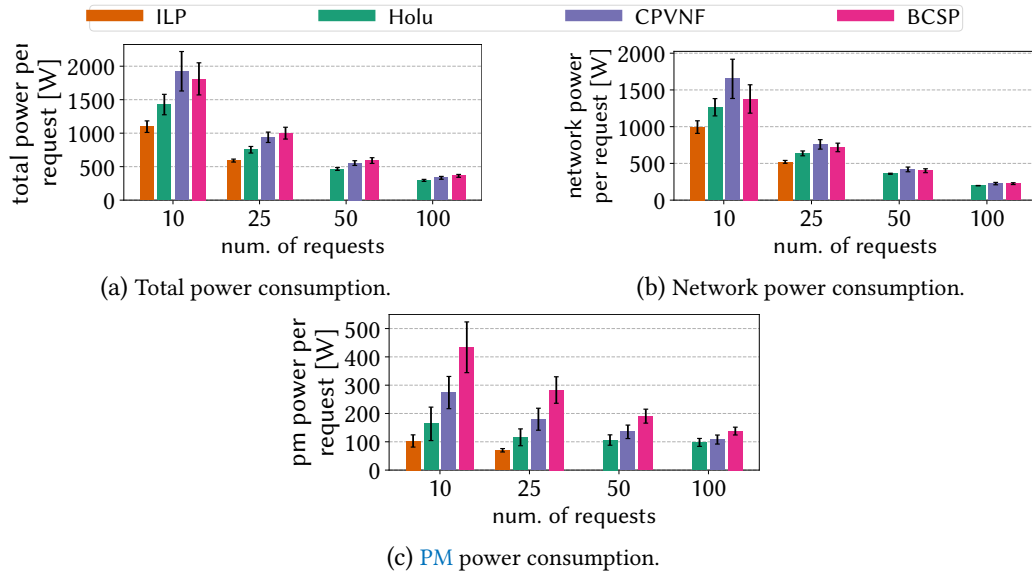 ILP Holu CPVNF BCSP
total power per
request [W]
2000
1500
1000
500
0
10 25 50 100
num. of requests
(a) Total power consumption.
network power
per request [W]
2000
1500
1000
500
0
10 25 50 100
num. of requests
(b) Network power consumption.
pm power per
request [W]
500
400
300
200
100
0
10 25 50 100
num. of requests
(c) PM power consumption.